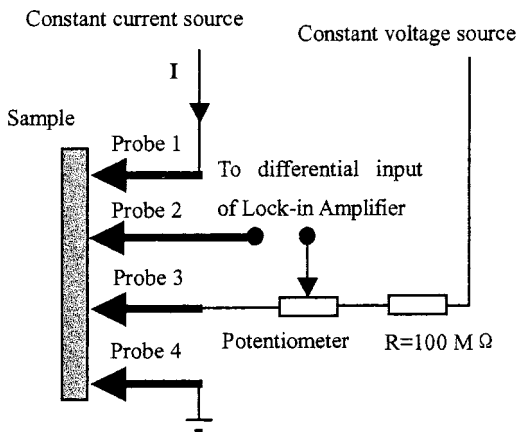 Constant current source
Constant voltage source
I
Sample
Probe 1
To differential input
of Lock-in Amplifier
Probe 2
Probe 3
Potentiometer
R=100 M Ω
Probe 4